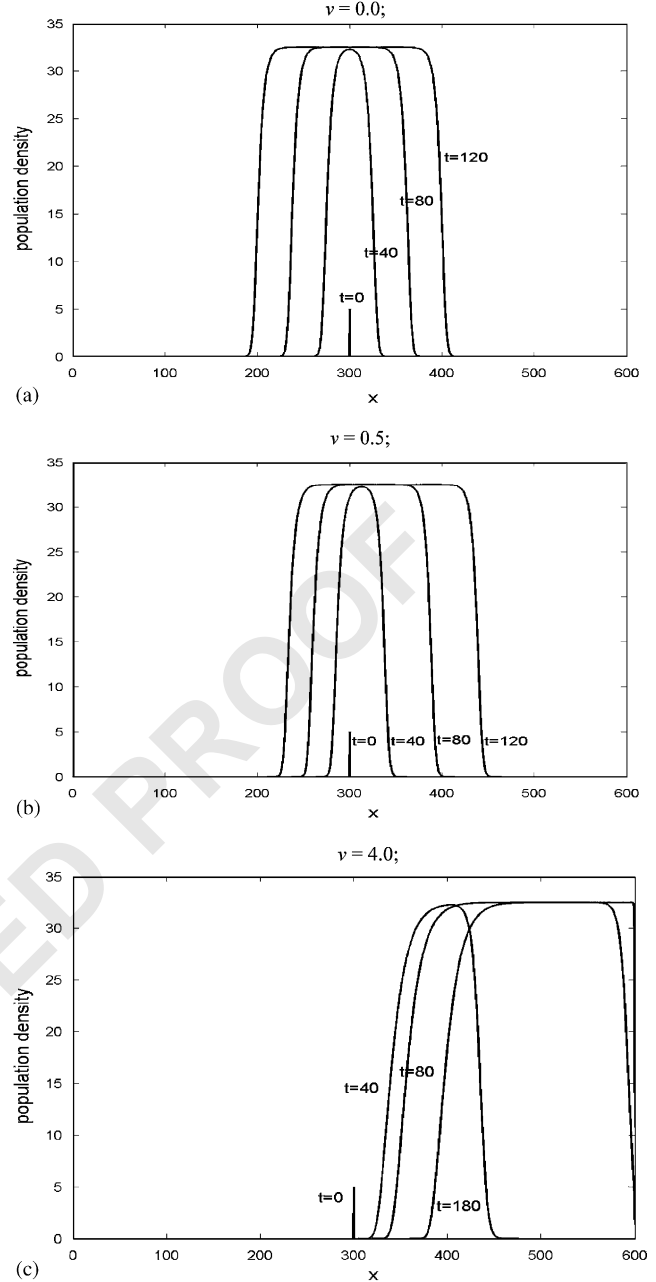 v = 0.0;
35
30
25
20
15
10
5
0
population density
t=120
t=80
t=40
t=0
0 100 200 300 400 500 600
(a)
x
v = 0.5;
35
30
25
20
15
10
5
0
population density
t=0 t=40 t=80 t=120
0 100 200 300 400 500 600
(b)
x
v = 4.0;
35
30
25
20
15
10
5
0
population density
t=40
t=80
t=0
t=180
0 100 200 300 400 500 600
(c)
x
ED PROOF